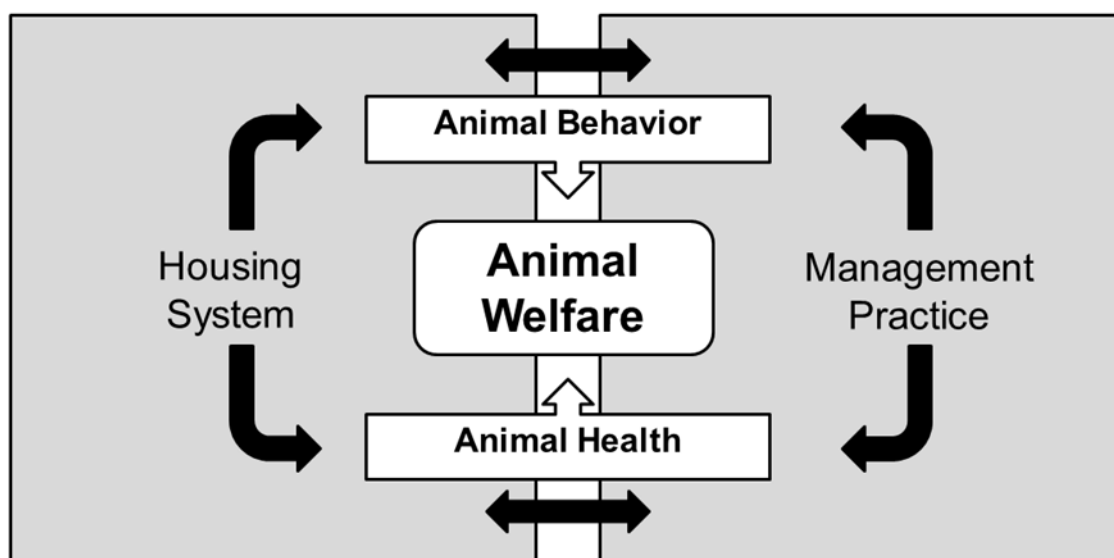 Animal Behavior
Housing
System
Animal
Welfare
Management
Practice
Animal Health